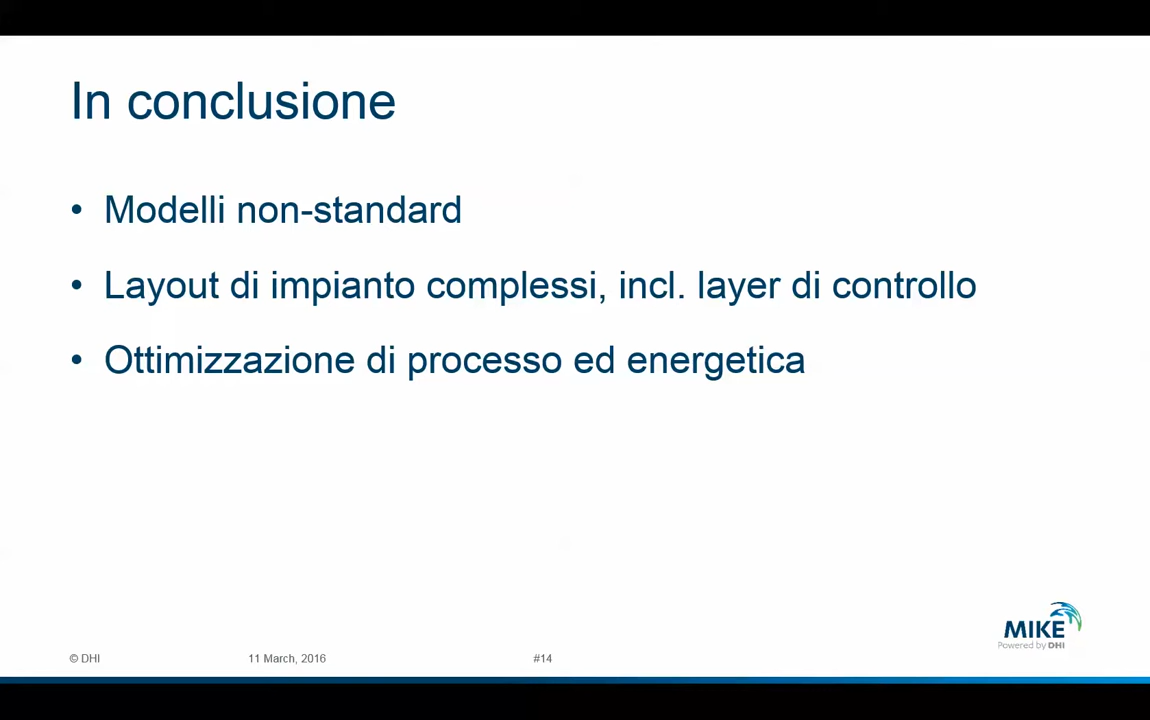 In conclusione
• Modelli non-standard
• Layout di impianto complessi, incl. layer di controllo
• Ottimizzazione di processo ed energetica
MIKE
Powered by DHI
© DHI 11 March, 2016 #14